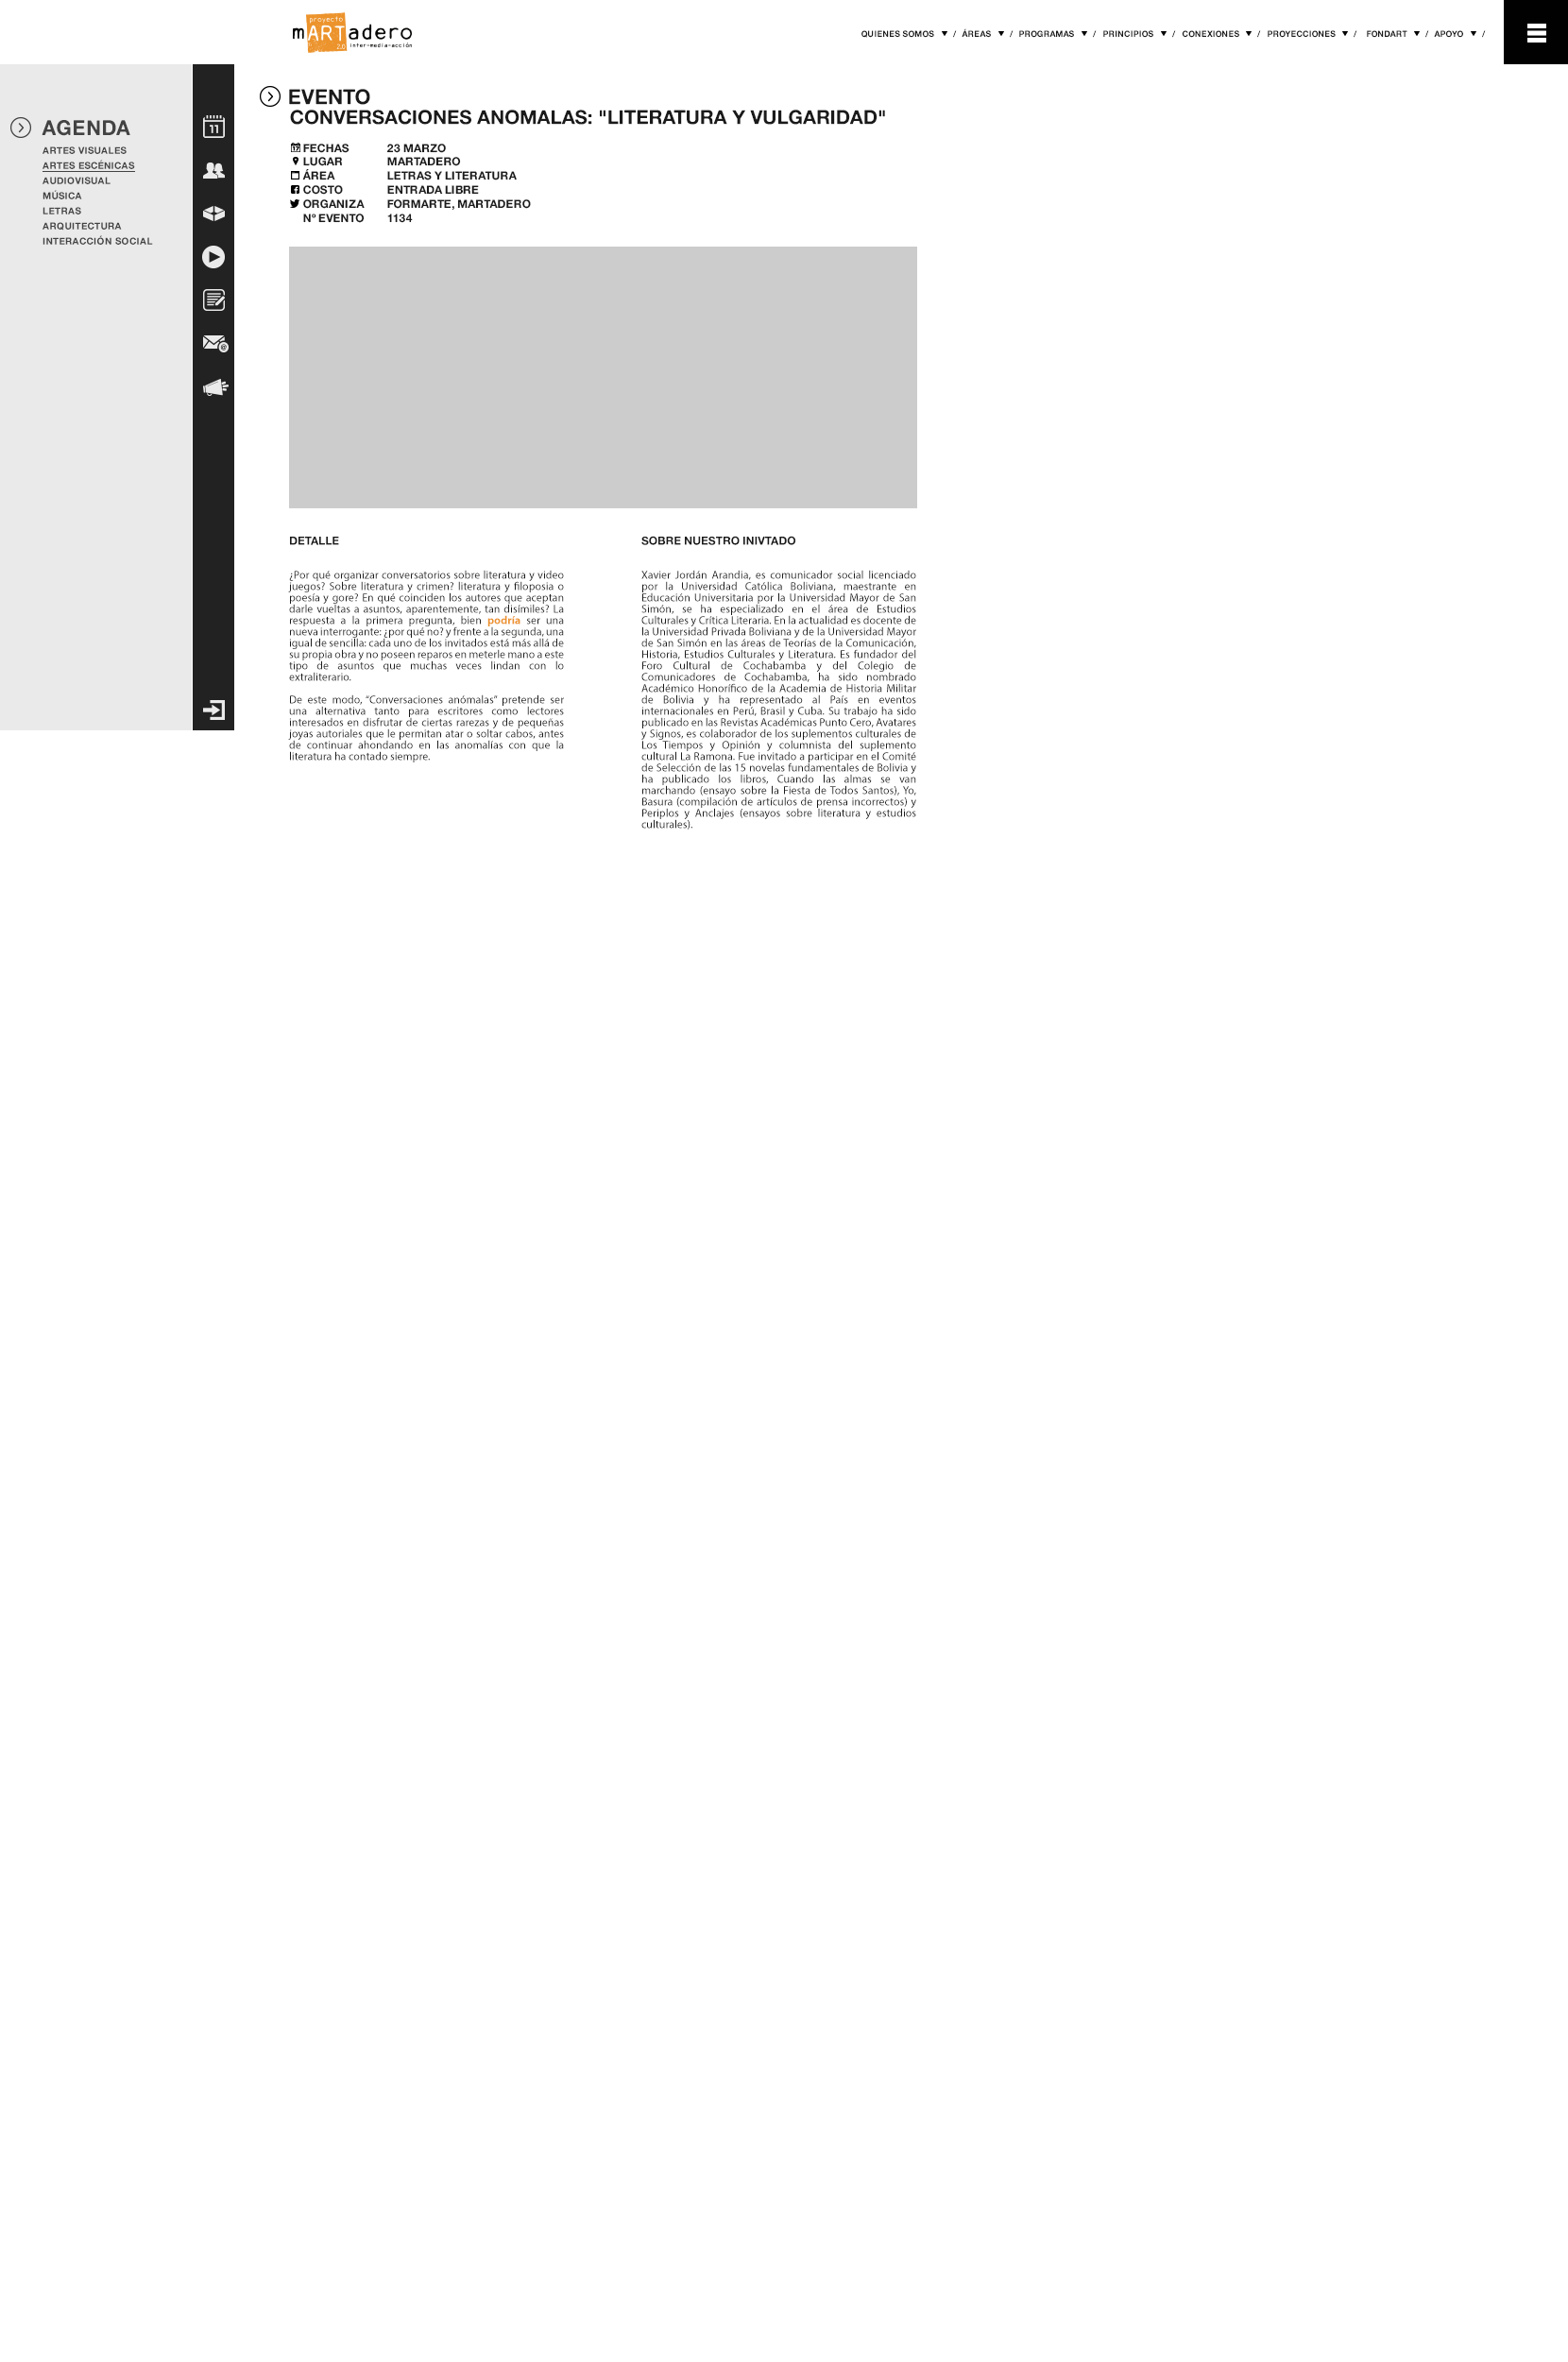 proyecto
mARTadero
2.0 inter-media-acción
QUIENES SOMOS ▼ / ÁREAS ▼ / PROGRAMAS ▼ / PRINCIPIOS ▼ / CONEXIONES ▼ / PROYECCIONES ▼ / FONDART ▼ / APOYO ▼ /
AGENDA
ARTES VISUALES
ARTES ESCÉNICAS
AUDIOVISUAL
MÚSICA
LETRAS
ARQUITECTURA
INTERACCIÓN SOCIAL
11
EVENTO
CONVERSACIONES ANOMALAS: "LITERATURA Y VULGARIDAD"
FECHAS 23 MARZO
LUGAR MARTADERO
ÁREA LETRAS Y LITERATURA
COSTO ENTRADA LIBRE
ORGANIZA FORMARTE, MARTADERO
Nº EVENTO 1134
DETALLE
¿Por qué organizar conversatorios sobre literatura y video
juegos? Sobre literatura y crimen? literatura y filoposia o
poesía y gore? En qué coinciden los autores que aceptan
darle vueltas a asuntos, aparentemente, tan disímiles? La
respuesta a la primera pregunta, bien podría ser una
nueva interrogante: ¿por qué no? y frente a la segunda, una
igual de sencilla: cada uno de los invitados está más allá de
su propia obra y no poseen reparos en meterle mano a este
tipo de asuntos que muchas veces lindan con lo
extraliterario.
De este modo, “Conversaciones anómalas” pretende ser
una alternativa tanto para escritores como lectores
interesados en disfrutar de ciertas rarezas y de pequeñas
joyas autoriales que le permitan atar o soltar cabos, antes
de continuar ahondando en las anomalías con que la
literatura ha contado siempre.
SOBRE NUESTRO INIVTADO
Xavier Jordán Arandia, es comunicador social licenciado
por la Universidad Católica Boliviana, maestrante en
Educación Universitaria por la Universidad Mayor de San
Simón, se ha especializado en el área de Estudios
Culturales y Crítica Literaria. En la actualidad es docente de
la Universidad Privada Boliviana y de la Universidad Mayor
de San Simón en las áreas de Teorías de la Comunicación,
Historia, Estudios Culturales y Literatura. Es fundador del
Foro Cultural de Cochabamba y del Colegio de
Comunicadores de Cochabamba, ha sido nombrado
Académico Honorífico de la Academia de Historia Militar
de Bolivia y ha representado al País en eventos
internacionales en Perú, Brasil y Cuba. Su trabajo ha sido
publicado en las Revistas Académicas Punto Cero, Avatares
y Signos, es colaborador de los suplementos culturales de
Los Tiempos y Opinión y columnista del suplemento
cultural La Ramona. Fue invitado a participar en el Comité
de Selección de las 15 novelas fundamentales de Bolivia y
ha publicado los libros, Cuando las almas se van
marchando (ensayo sobre la Fiesta de Todos Santos), Yo,
Basura (compilación de artículos de prensa incorrectos) y
Periplos y Anclajes (ensayos sobre literatura y estudios
culturales).